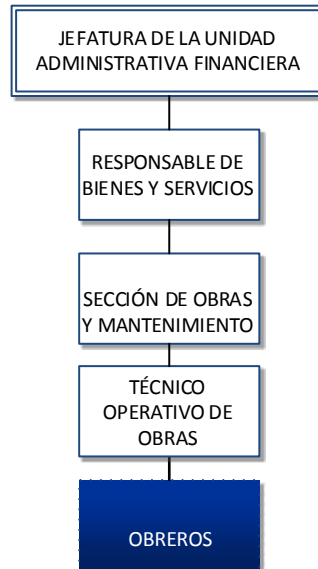 JEFATURA DE LA UNIDAD
ADMINISTRATIVA FINANCIERA
RESPONSABLE DE
BIENES Y SERVICIOS
SECCIÓN DE OBRAS
Y MANTENIMIENTO
TÉCNICO
OPERATIVO DE
OBRAS
OBREROS